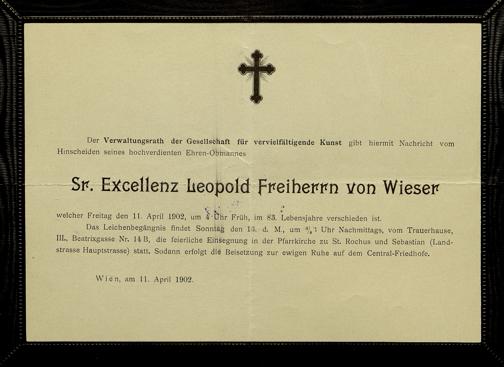 Der Verwaltungsrath der Gesellschaft für vervielfältigende Kunst gibt hiermit Nachricht vom
Hinscheiden seines hochverdienten Ehren-Obmannes
Sr. Excellenz Leopold Freiherrn von Wieser
welcher Freitag den 11. April 1902, um Uhr Früh, im 83. Lebensjahre verschieden ist.
Das Leichenbegängnis findet Sonntag den 13. d. M., um Uhr Nachmittags, vom Trauerhause,
III., Beatrixgasse Nr. 14 B, die feierliche Einsegnung in der Pfarrkirche zu St. Rochus und Sebastian (Land-
strasse Hauptstrasse) statt. Sodann erfolgt die Beisetzung zur ewigen Ruhe auf dem Central-Friedhofe.
Wien, am 11. April 1902.